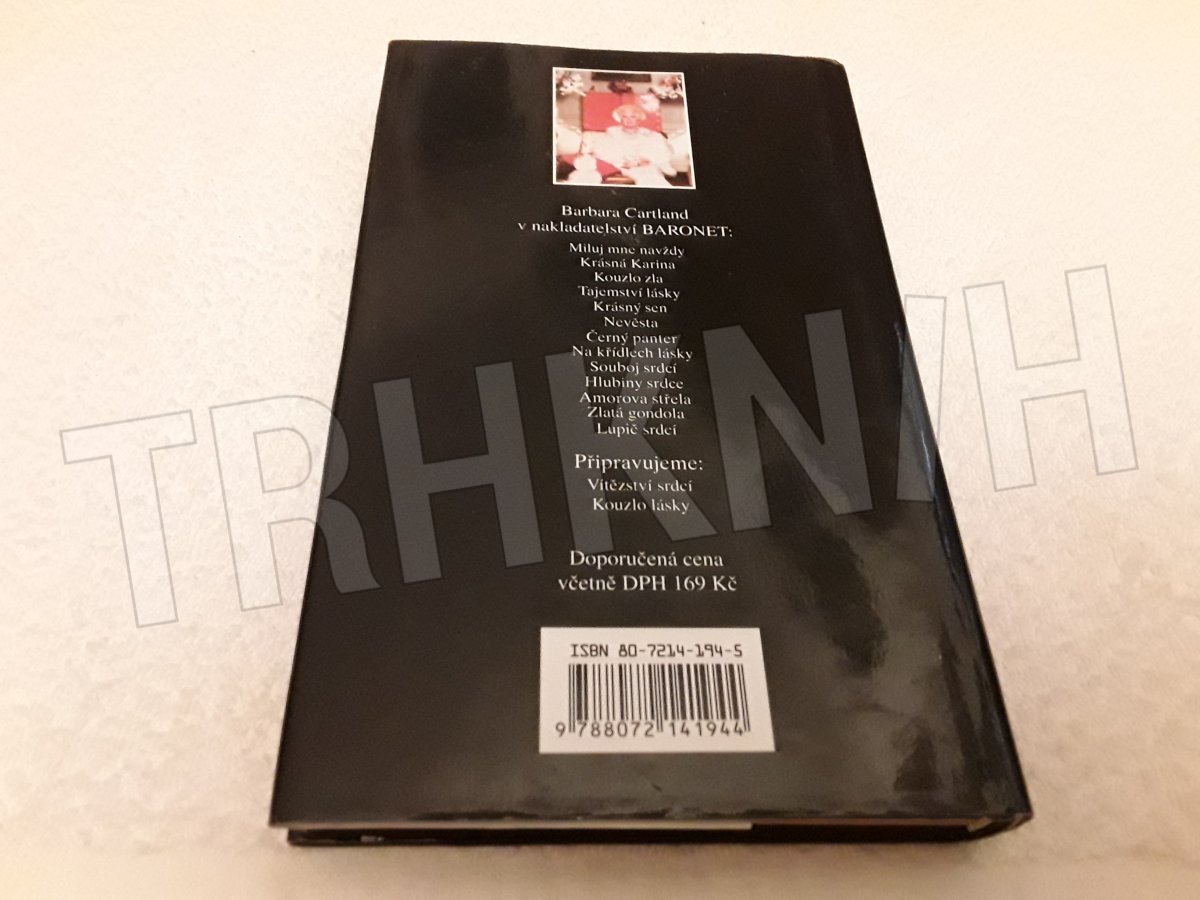 Barbara Cartland
v nakladatelství BARONET:
Miluj mne navždy
Krásná Karina
Kouzlo zla
Tajemství lásky
Krásný sen
Nevěsta
Černý panter
Na křídlech lásky
Souboj srdcí
Hlubiny srdce
Amorova střela
Zlatá gondola
Lupič srdcí
Připravujeme:
Vítězství srdcí
Kouzlo lásky
Doporučená cena
včetně DPH 169 Kč
ISBN 80-7214-194-5
9 788072 141944
TRHKN/H